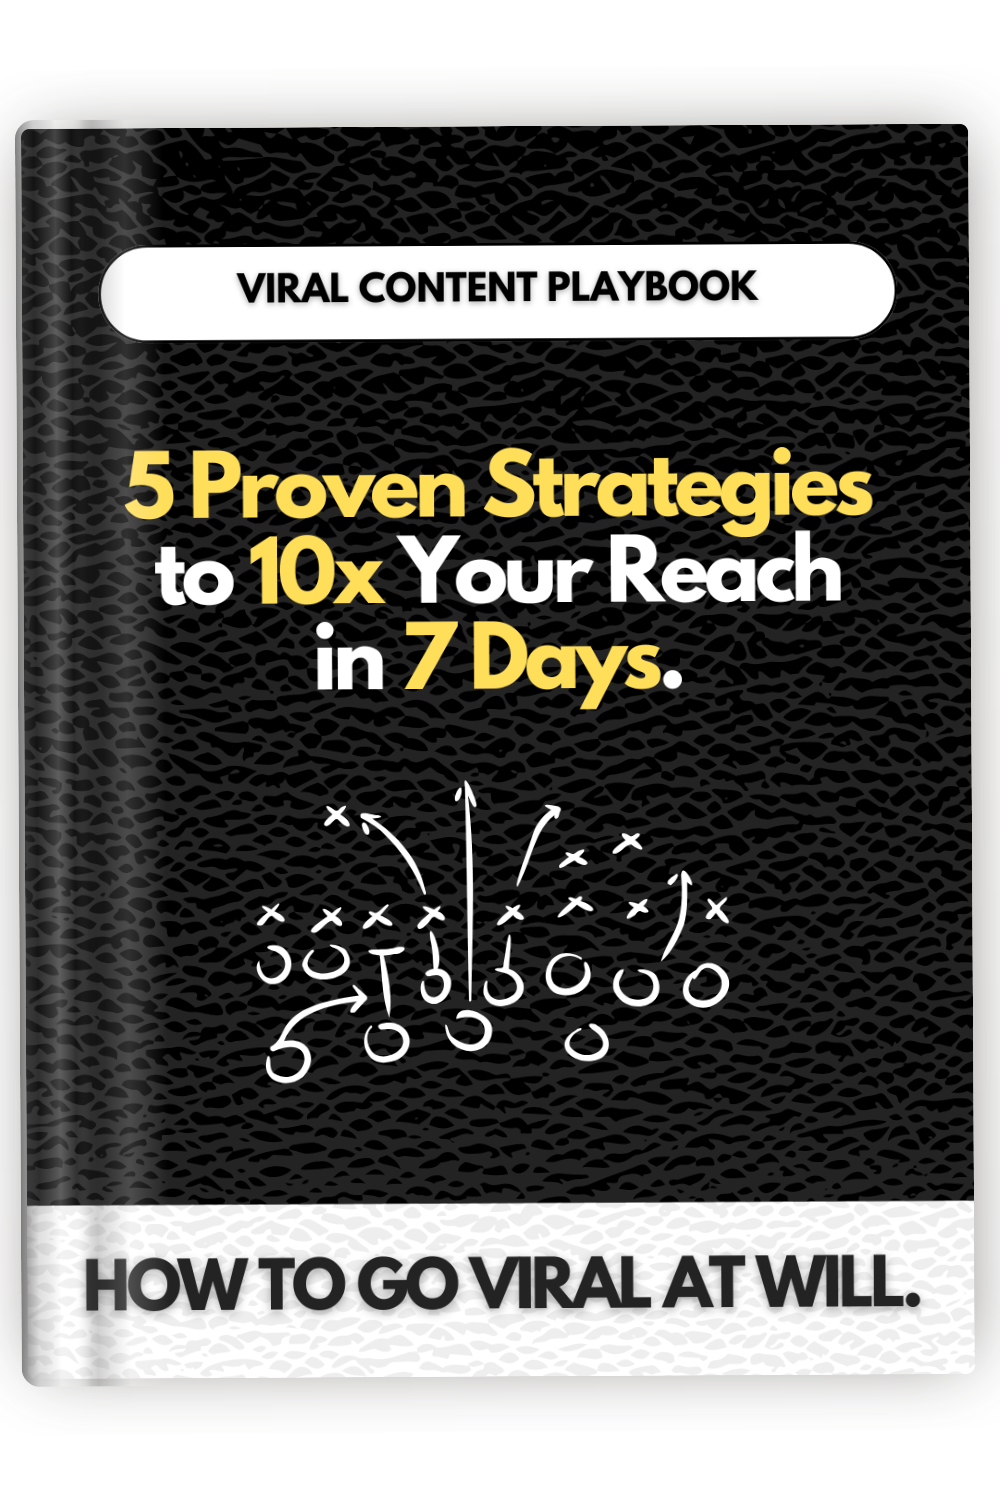 VIRAL CONTENT PLAYBOOK
5 Proven Strategies
to 10x Your Reach
in 7 Days.
HOW TO GO VIRAL AT WILL.